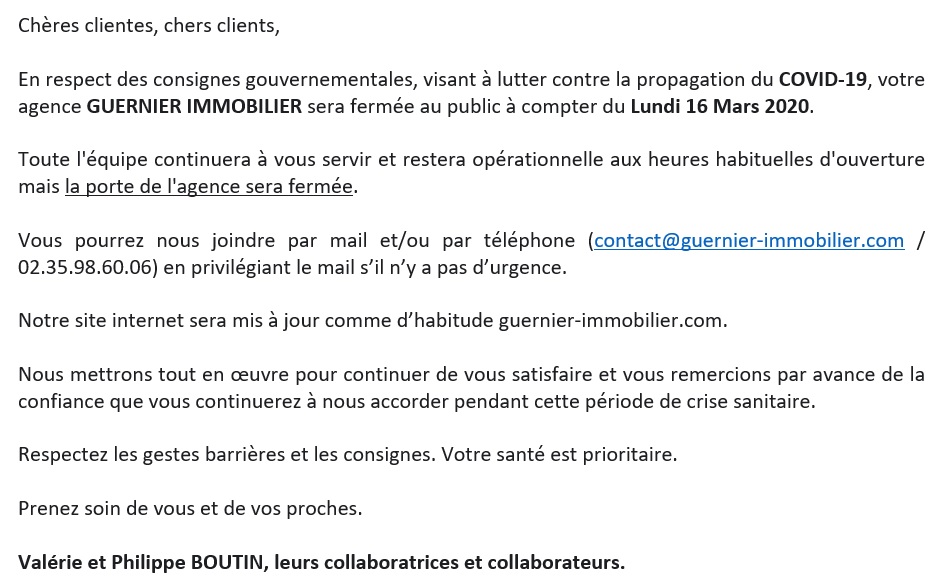 Chères clientes, chers clients,
En respect des consignes gouvernementales, visant à lutter contre la propagation du COVID-19, votre
agence GUERNIER IMMOBILIER sera fermée au public à compter du Lundi 16 Mars 2020.
Toute l'équipe continuera à vous servir et restera opérationnelle aux heures habituelles d'ouverture
mais la porte de l'agence sera fermée.
Vous pourrez nous joindre par mail et/ou par téléphone (contact@guernier-immobilier.com /
02.35.98.60.06) en privilégiant le mail s’il n’y a pas d’urgence.
Notre site internet sera mis à jour comme d’habitude guernier-immobilier.com.
Nous mettrons tout en œuvre pour continuer de vous satisfaire et vous remercions par avance de la
confiance que vous continuerez à nous accorder pendant cette période de crise sanitaire.
Respectez les gestes barrières et les consignes. Votre santé est prioritaire.
Prenez soin de vous et de vos proches.
Valérie et Philippe BOUTIN, leurs collaboratrices et collaborateurs.